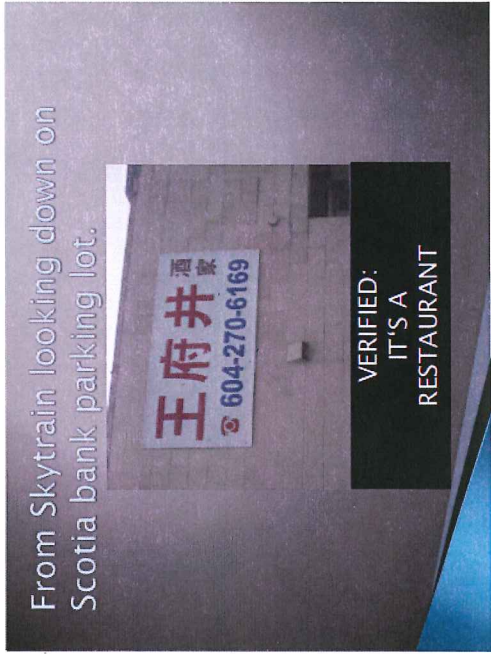 From Skytrain looking down on
Scotia bank parking lot.
王府井 酒家
☎ 604-270-6169
VERIFIED:
IT'S A
RESTAURANT